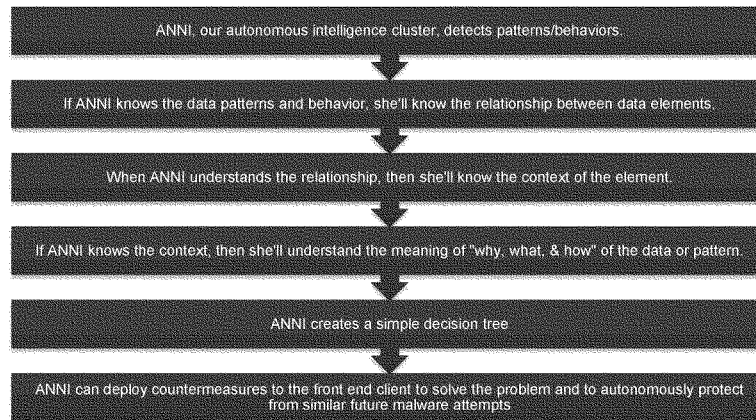 ANNI, our autonomous intelligence cluster, detects patterns/behaviors.
If ANNI knows the data patterns and behavior, she'll know the relationship between data elements.
When ANNI understands the relationship, then she'll know the context of the element.
If ANNI knows the context, then she'll understand the meaning of "why, what, & how" of the data or pattern.
ANNI creates a simple decision tree
ANNI can deploy countermeasures to the front end client to solve the problem and to autonomously protect
from similar future malware attempts